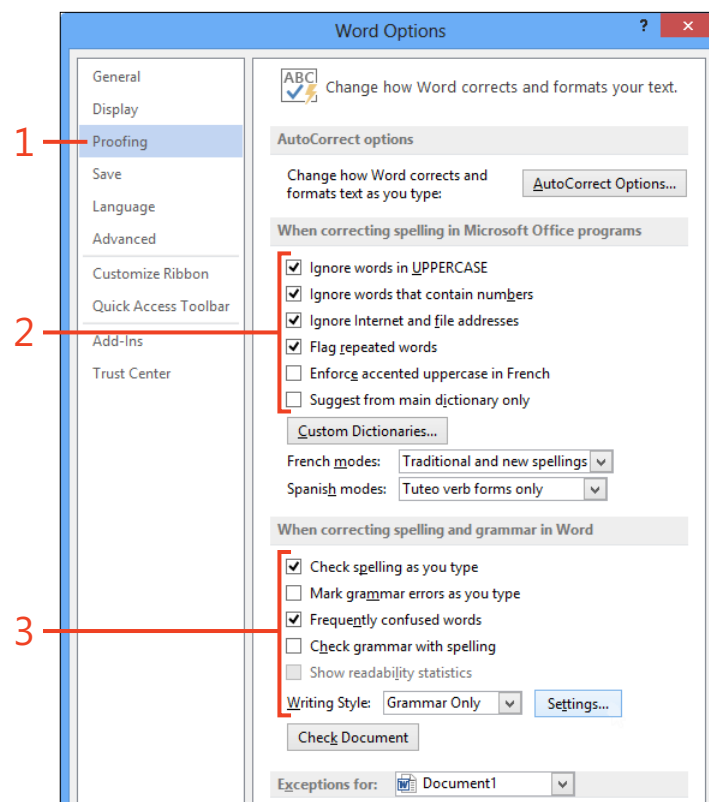 Word Options
?
×
General
Display
1
Proofing
Save
Language
Advanced
Customize Ribbon
Quick Access Toolbar
2
Add-Ins
Trust Center
ABC
Change how Word corrects and formats your text.
AutoCorrect options
Change how Word corrects and
formats text as you type:
AutoCorrect Options...
When correcting spelling in Microsoft Office programs
Ignore words in UPPERCASE
Ignore words that contain numbers
Ignore Internet and file addresses
Flag repeated words
Enforce accented uppercase in French
Suggest from main dictionary only
Custom Dictionaries...
French modes: Traditional and new spellings
Spanish modes: Tuteo verb forms only
When correcting spelling and grammar in Word
Check spelling as you type
Mark grammar errors as you type
Frequently confused words
3
Check grammar with spelling
Show readability statistics
Writing Style: Grammar Only Settings...
Check Document
Exceptions for: Document1